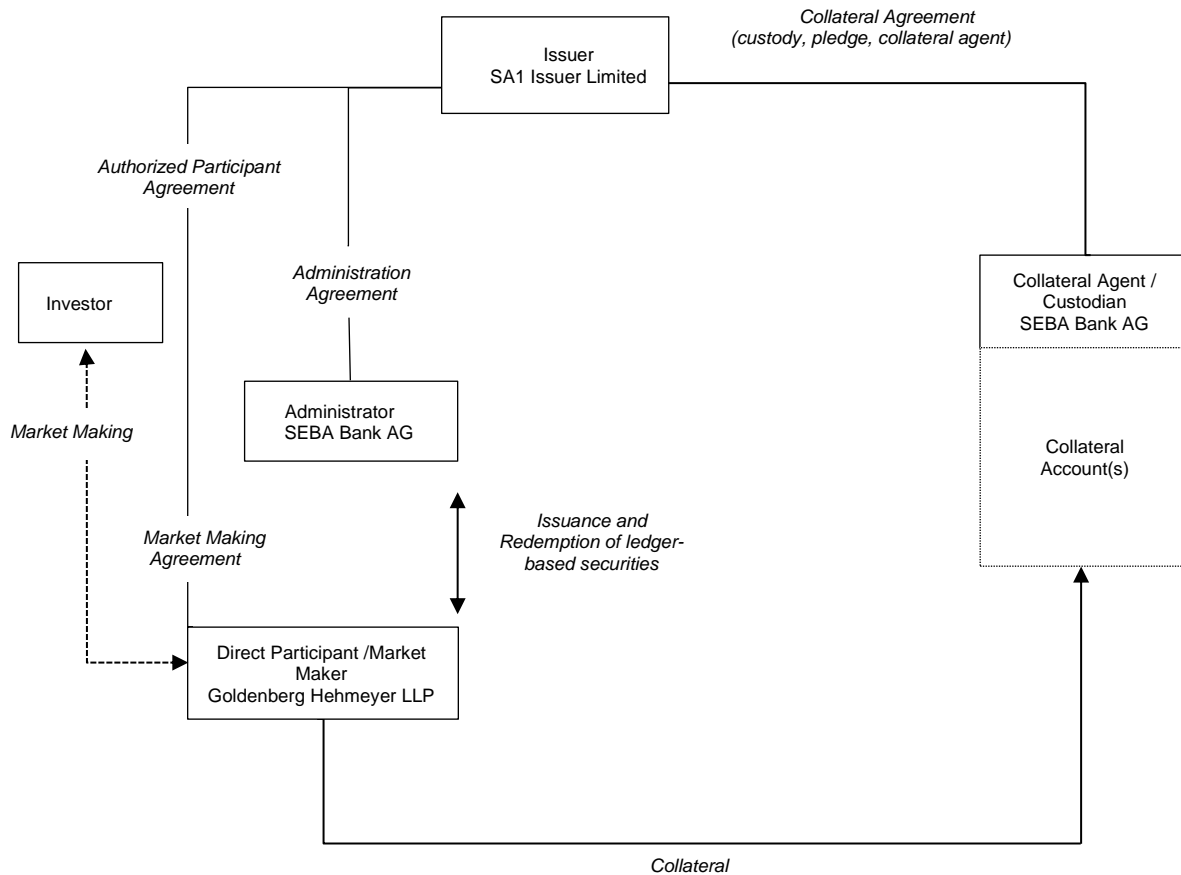 Collateral Agreement
(custody, pledge, collateral agent)
Issuer
SA1 Issuer Limited
Authorized Participant
Agreement
Administration
Agreement
Investor
Collateral Agent /
Custodian
SEBA Bank AG
Administrator
SEBA Bank AG
Market Making
Collateral
Account(s)
Market Making
Agreement
Issuance and
Redemption of ledger-
based securities
Direct Participant /Market
Maker
Goldenberg Hehmeyer LLP
Collateral